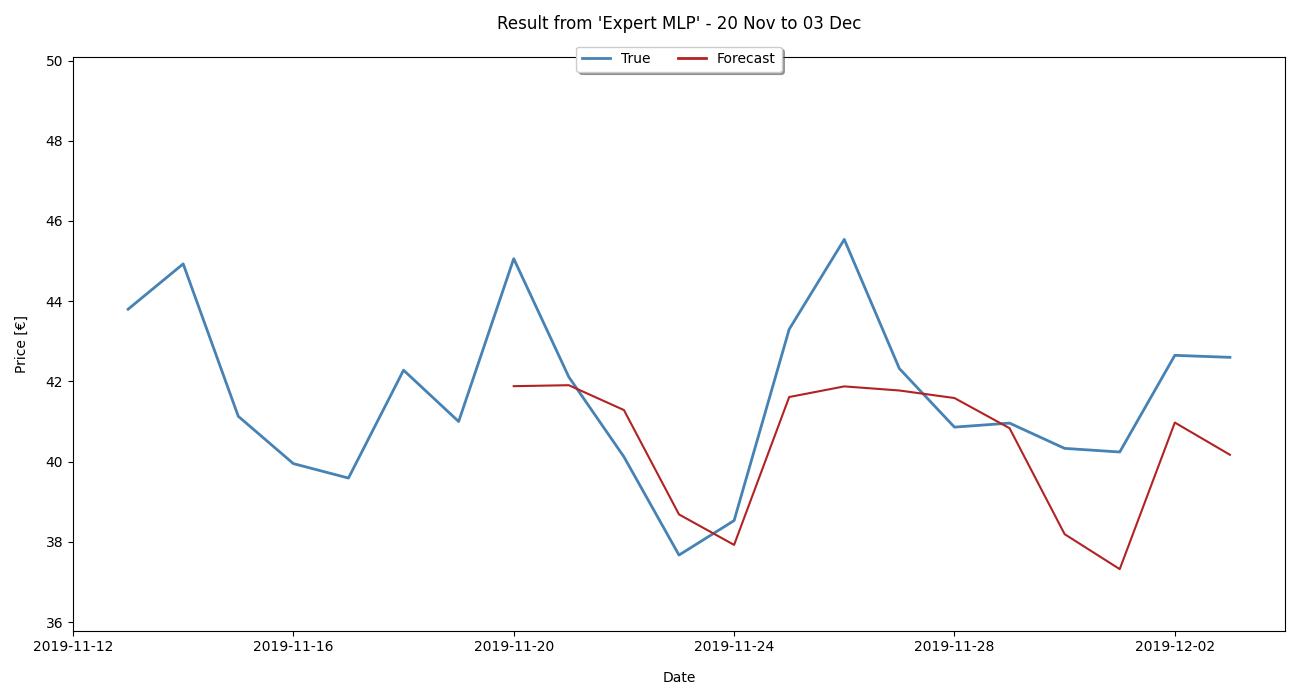 Result from 'Expert MLP' - 20 Nov to 03 Dec
True Forecast
50
48
46
44
42
40
38
36
Price [€]
2019-11-12 2019-11-16 2019-11-20 2019-11-24 2019-11-28 2019-12-02
Date